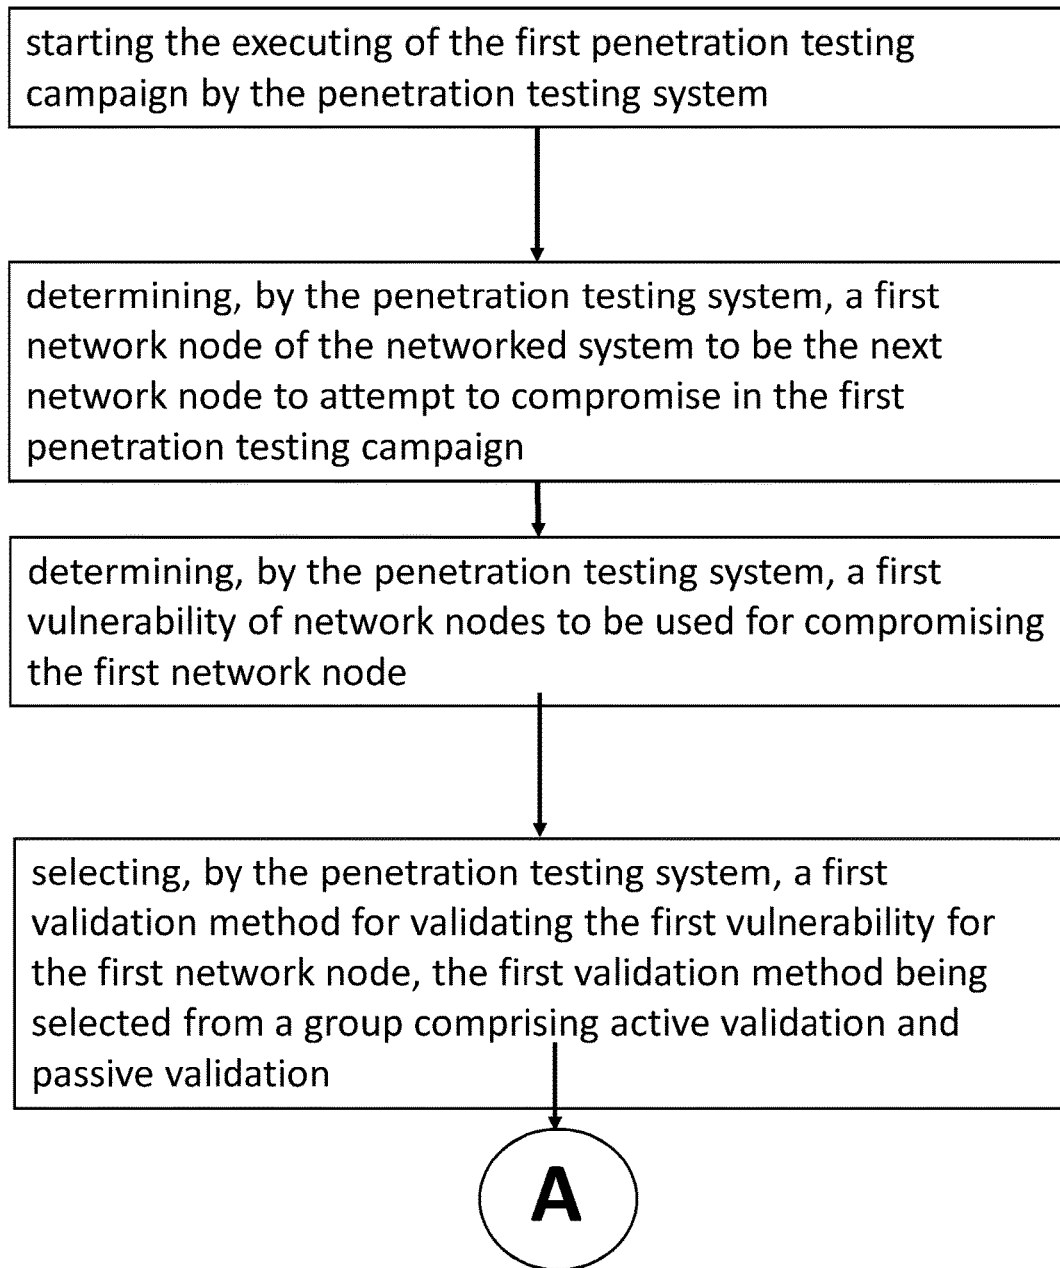 starting the executing of the first penetration testing
campaign by the penetration testing system
determining, by the penetration testing system, a first
network node of the networked system to be the next
network node to attempt to compromise in the first
penetration testing campaign
determining, by the penetration testing system, a first
vulnerability of network nodes to be used for compromising
the first network node
selecting, by the penetration testing system, a first
validation method for validating the first vulnerability for
the first network node, the first validation method being
selected from a group comprising active validation and
passive validation
A